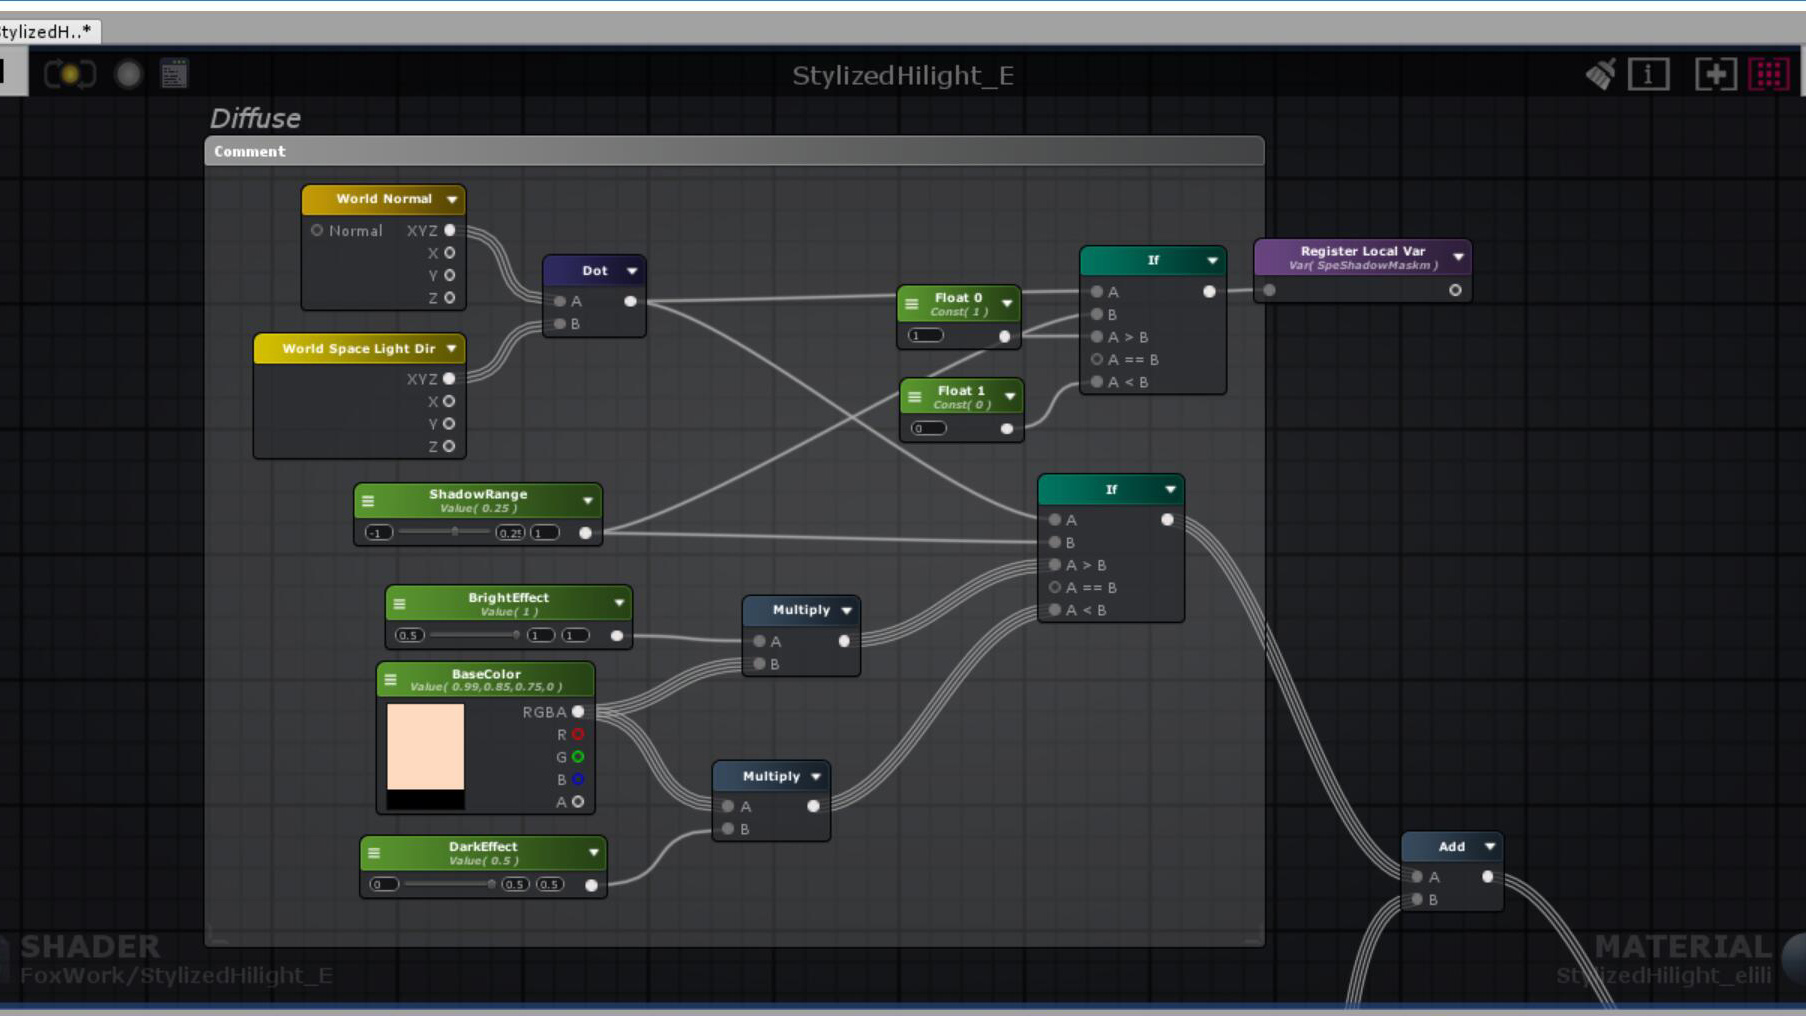 StylizedH..*
StylizedHilight_E
Diffuse
Comment
World Normal
Normal XYZ
X
Y
Z
World Space Light Dir
XYZ
X
Y
Z
Dot
A
B
Float 0
Const( 1 )
1
Float 1
Const( 0 )
0
If
A
B
A > B
A == B
A < B
Register Local Var
Var( SpeShadowMaskm )
ShadowRange
Value( 0.25 )
-1 0.25 1
If
A
B
A > B
A == B
A < B
BrightEffect
Value( 1 )
0.5 1 1
Multiply
A
B
BaseColor
Value( 0.99,0.85,0.75,0 )
RGBA
R
G
B
A
Multiply
A
B
DarkEffect
Value( 0.5 )
0 0.5 0.5
Add
A
B
SHADER
FoxWork/StylizedHilight_E
MATERIAL
StylizedHilight_elili